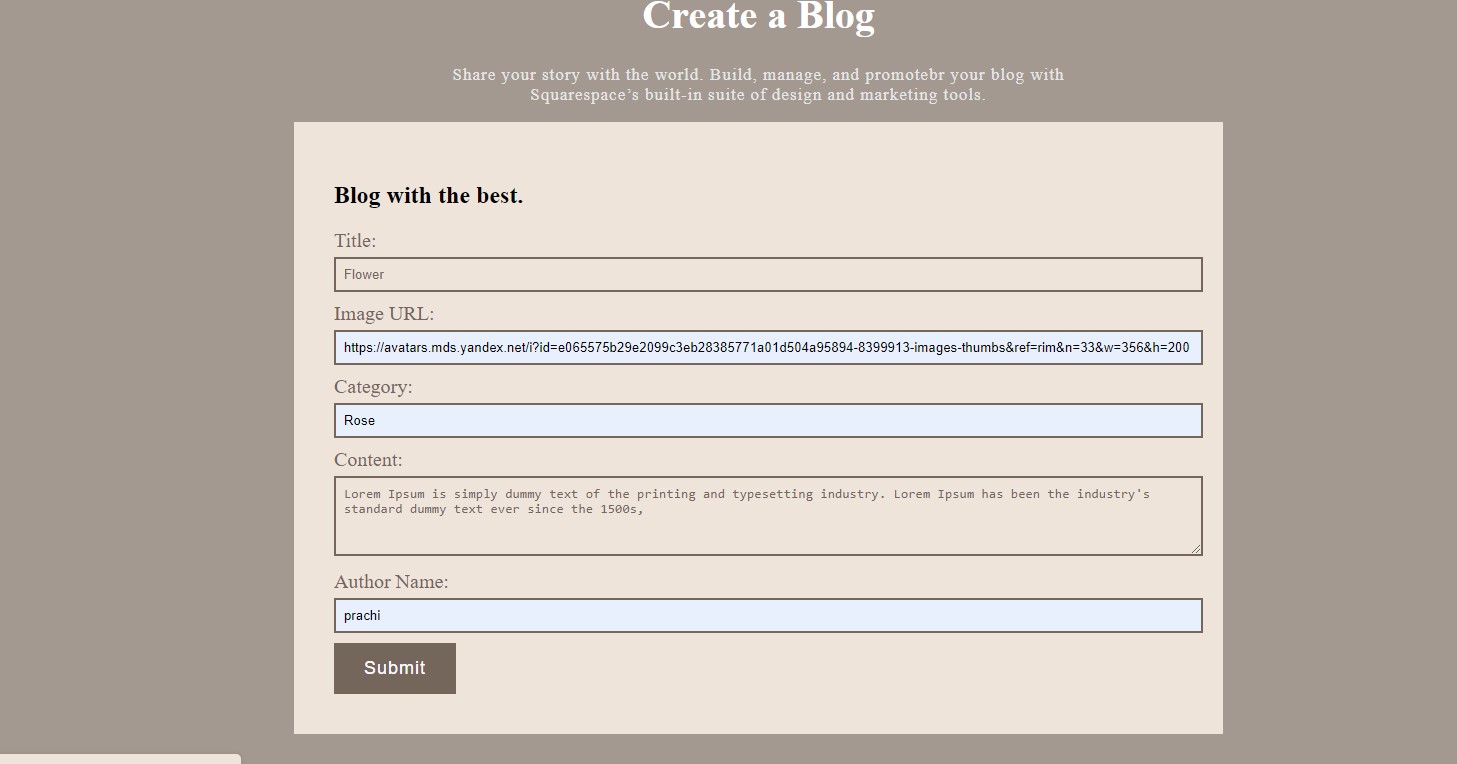 Create a Blog
Share your story with the world. Build, manage, and promotebr your blog with
Squarespace’s built-in suite of design and marketing tools.
Blog with the best.
Title:
Flower
Image URL:
https://avatars.mds.yandex.net/i?id=e065575b29e2099c3eb28385771a01d504a95894-8399913-images-thumbs&ref=rim&n=33&w=356&h=200
Category:
Rose
Content:
Lorem Ipsum is simply dummy text of the printing and typesetting industry. Lorem Ipsum has been the industry's
standard dummy text ever since the 1500s,
Author Name:
prachi
Submit